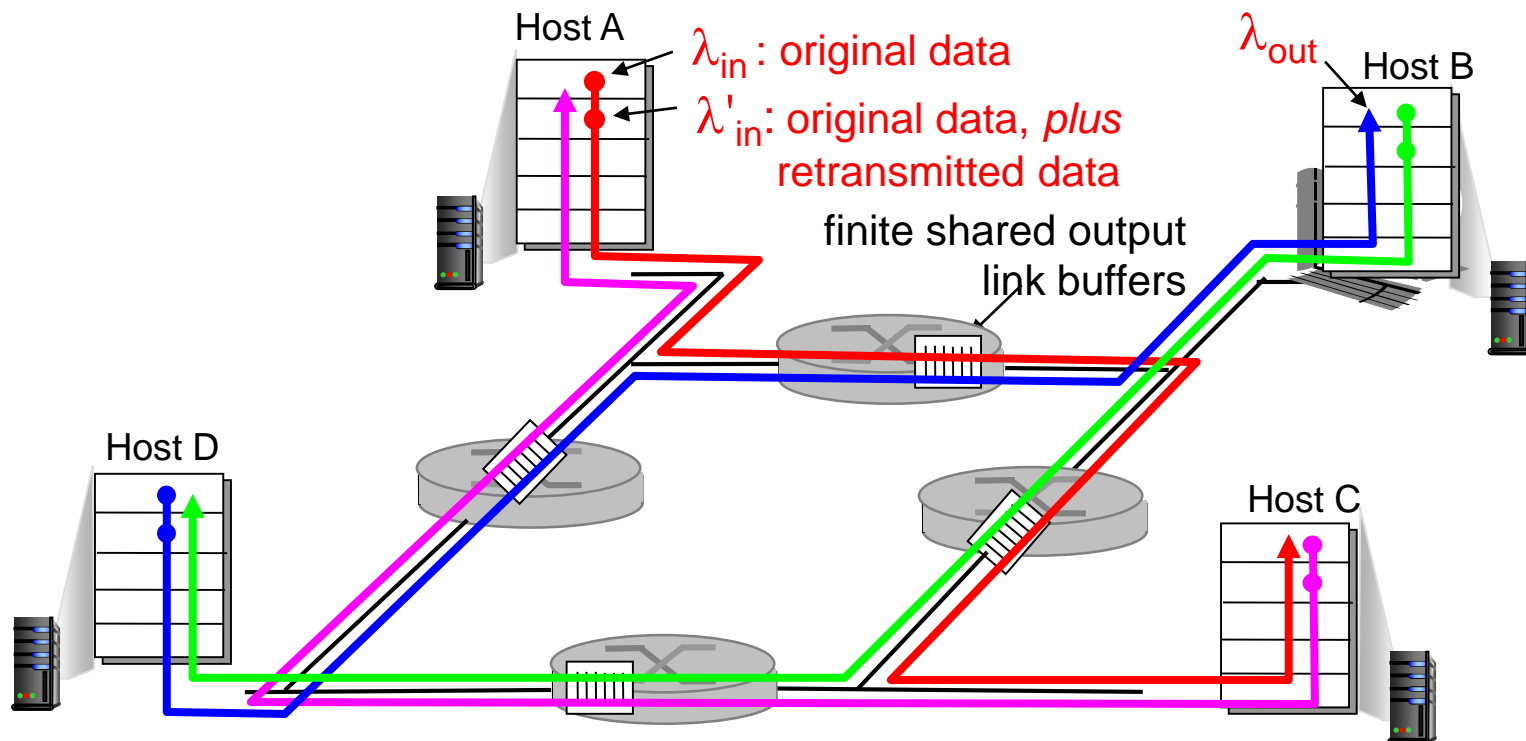 Host A
λin : original data
λ'in: original data, plus
retransmitted data
finite shared output
link buffers
λout
Host B
Host D
Host C